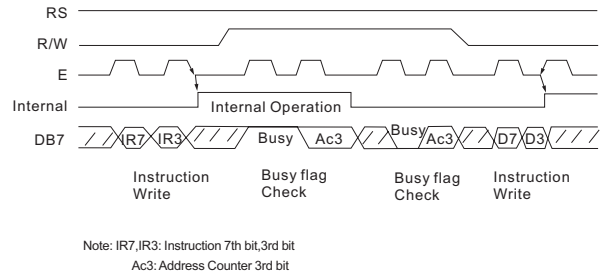 RS
R/W
E
Internal Internal Operation
DB7 IR7 IR3 Busy Ac3 Busy Ac3 D7 D3
Instruction Write
Busy flag Check
Busy flag Check
Instruction Write
Note: IR7,IR3: Instruction 7th bit,3rd bit
Ac3: Address Counter 3rd bit